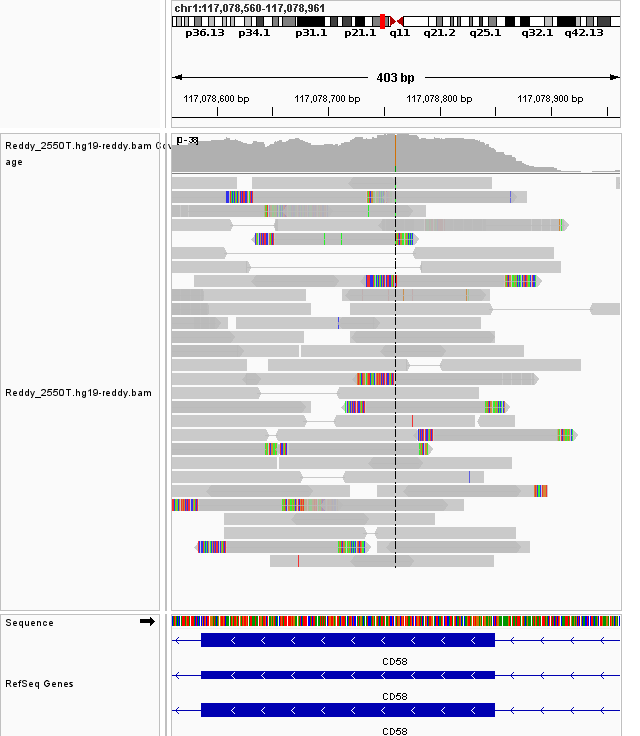 chr1:117,078,560-117,078,961
p36.13 p34.1 p31.1 p21.1 q11 q21.2 q25.1 q32.1 q42.13
403 bp
117,078,600 bp 117,078,700 bp 117,078,800 bp 117,078,900 bp
Reddy_2550T.hg19-reddy.bam Cov
age
Reddy_2550T.hg19-reddy.bam
Sequence
CD58
RefSeq Genes
CD58
CD58